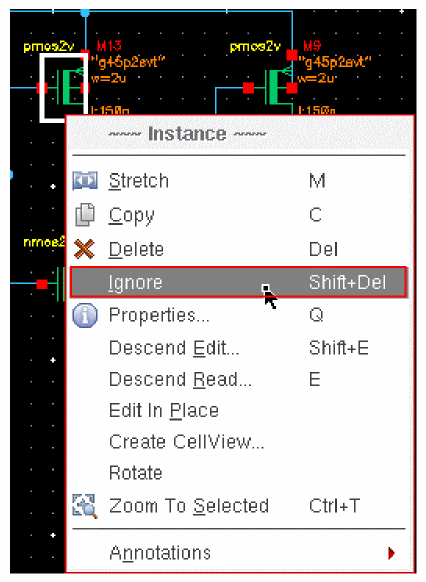 pmos2v M13 pmos2v M9
"g45p2svt" "g45p2svt"
w=2u w=2u
l:150n l:150n
~~~ Instance ~~~
Stretch M
Copy C
nmos2
Delete Del
Ignore Shift+Del
Properties... Q
Descend Edit... Shift+E
Descend Read... E
Edit In Place
Create CellView...
Rotate
Zoom To Selected Ctrl+T
Annotations